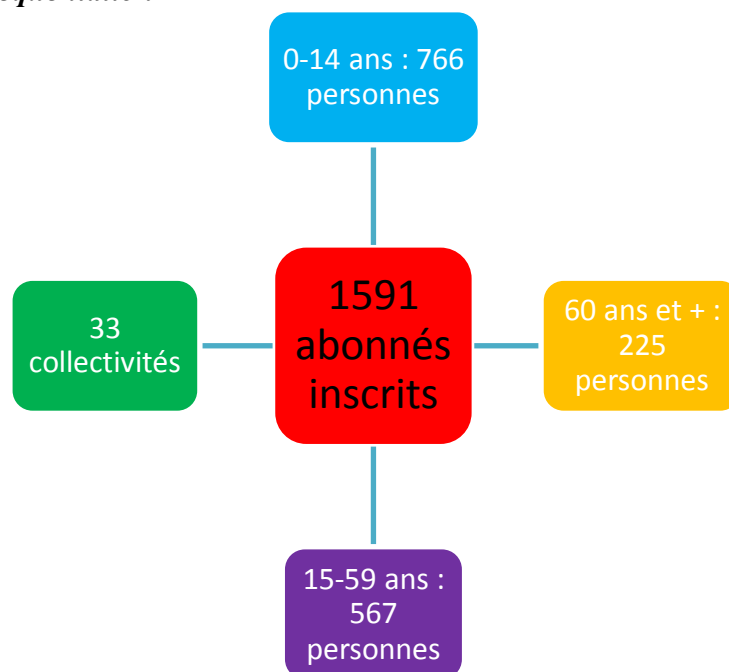 0-14 ans : 766
personnes
33
collectivités
1591
abonnés
inscrits
60 ans et + :
225
personnes
15-59 ans :
567
personnes